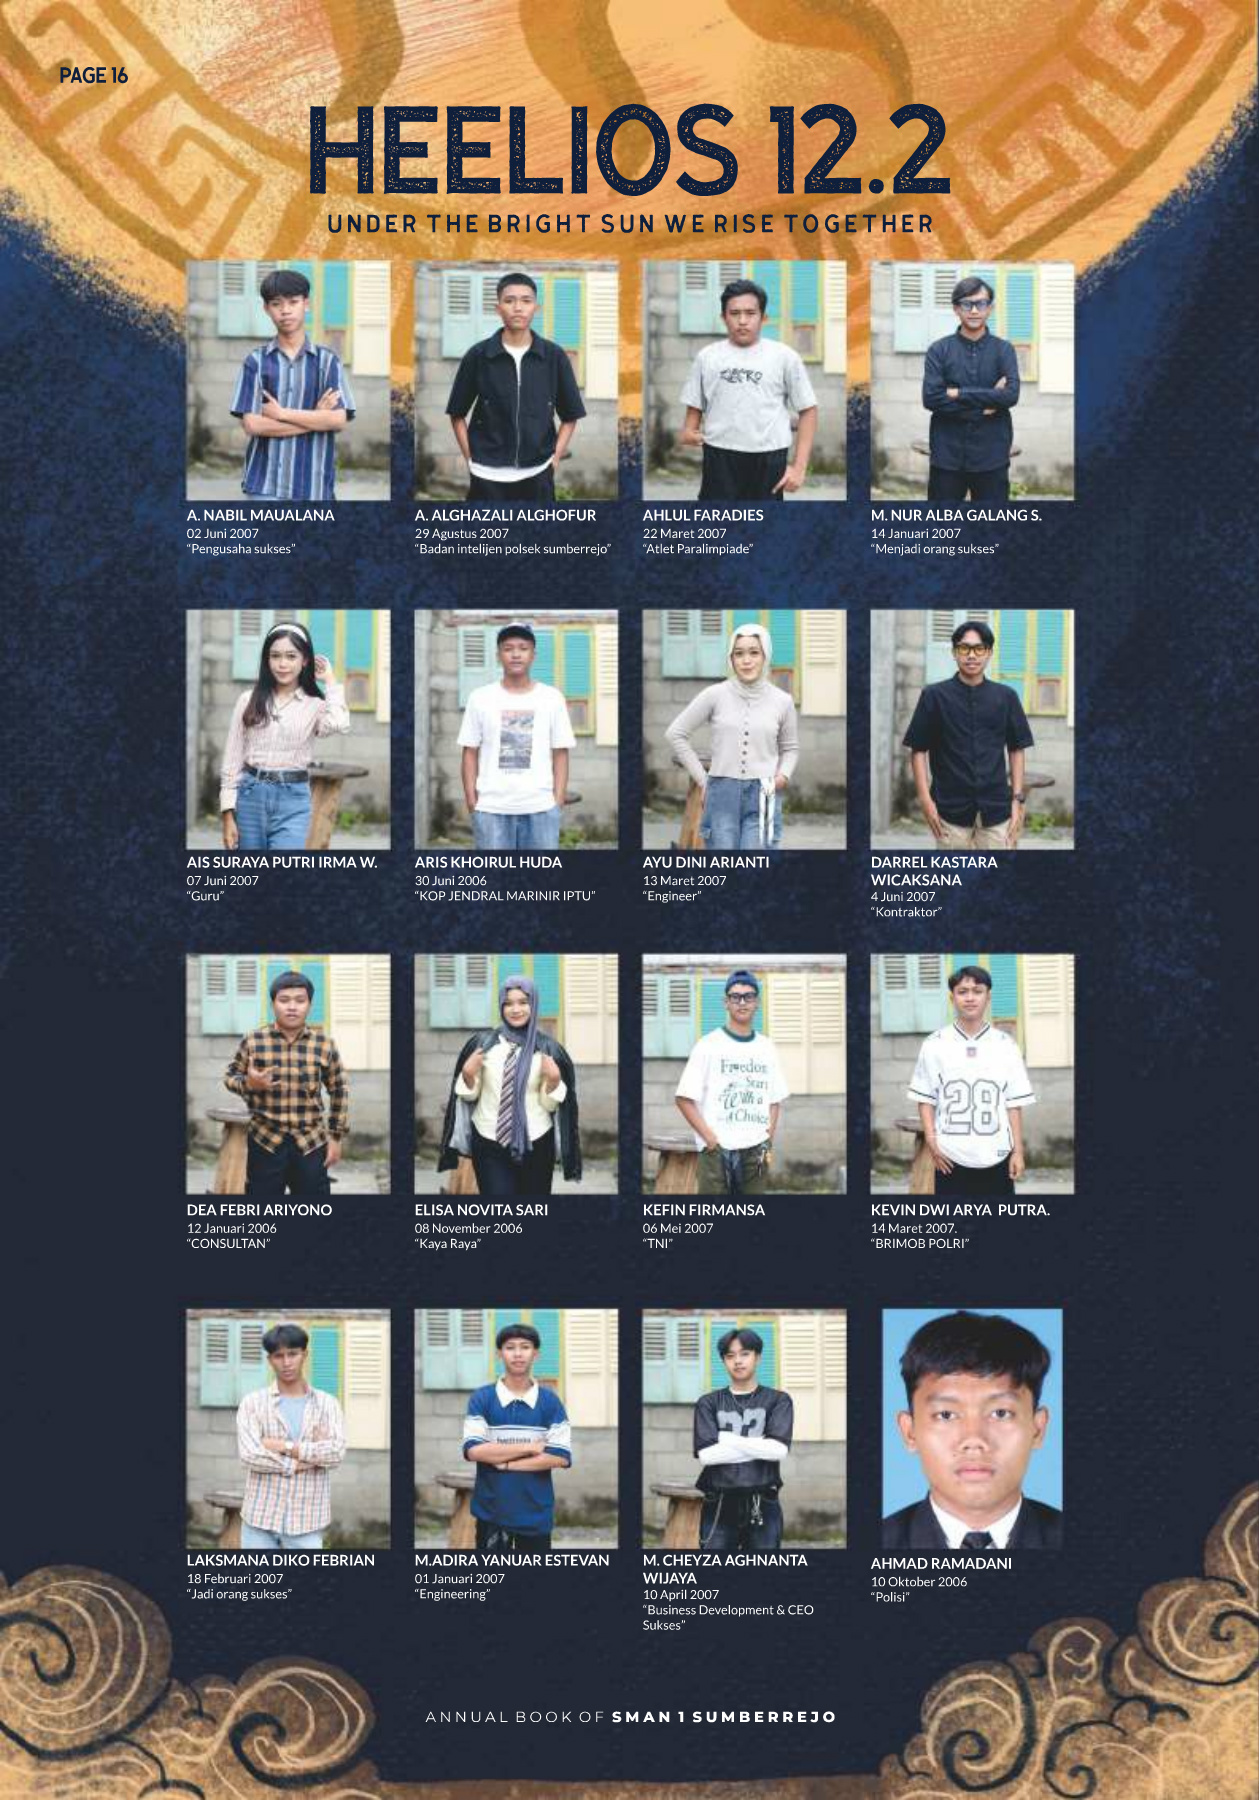 PAGE 16
HEELIOS 12.2
UNDER THE BRIGHT SUN WE RISE TOGETHER
A. NABIL MAUALANA
02 Juni 2007
“Pengusaha sukses”
A. ALGHAZALI ALGHOFUR
29 Agustus 2007
“Badan intelijen polsek sumberrejo”
AHLUL FARADIES
22 Maret 2007
“Atlet Paralimpiade”
M. NUR ALBA GALANG S.
14 Januari 2007
“Menjadi orang sukses”
AIS SURAYA PUTRI IRMA W.
07 Juni 2007
“Guru”
ARIS KHOIRUL HUDA
30 Juni 2006
“KOP JENDRAL MARINIR IPTU”
AYU DINI ARIANTI
13 Maret 2007
“Engineer”
DARREL KASTARA
WICAKSANA
4 Juni 2007
“Kontraktor”
Freedom
Start
With a
A Choice
28
DEA FEBRI ARIYONO
12 Januari 2006
“CONSULTAN”
ELISA NOVITA SARI
08 November 2006
“Kaya Raya”
KEFIN FIRMANSA
06 Mei 2007
“TNI”
KEVIN DWI ARYA  PUTRA.
14 Maret 2007.
“BRIMOB POLRI”
LAKSMANA DIKO FEBRIAN
18 Februari 2007
“Jadi orang sukses”
M.ADIRA YANUAR ESTEVAN
01 Januari 2007
“Engineering”
M. CHEYZA AGHNANTA
WIJAYA
10 April 2007
“Business Development & CEO
Sukses”
AHMAD RAMADANI
10 Oktober 2006
“Polisi”
ANNUAL BOOK OF SMAN 1 SUMBERREJO